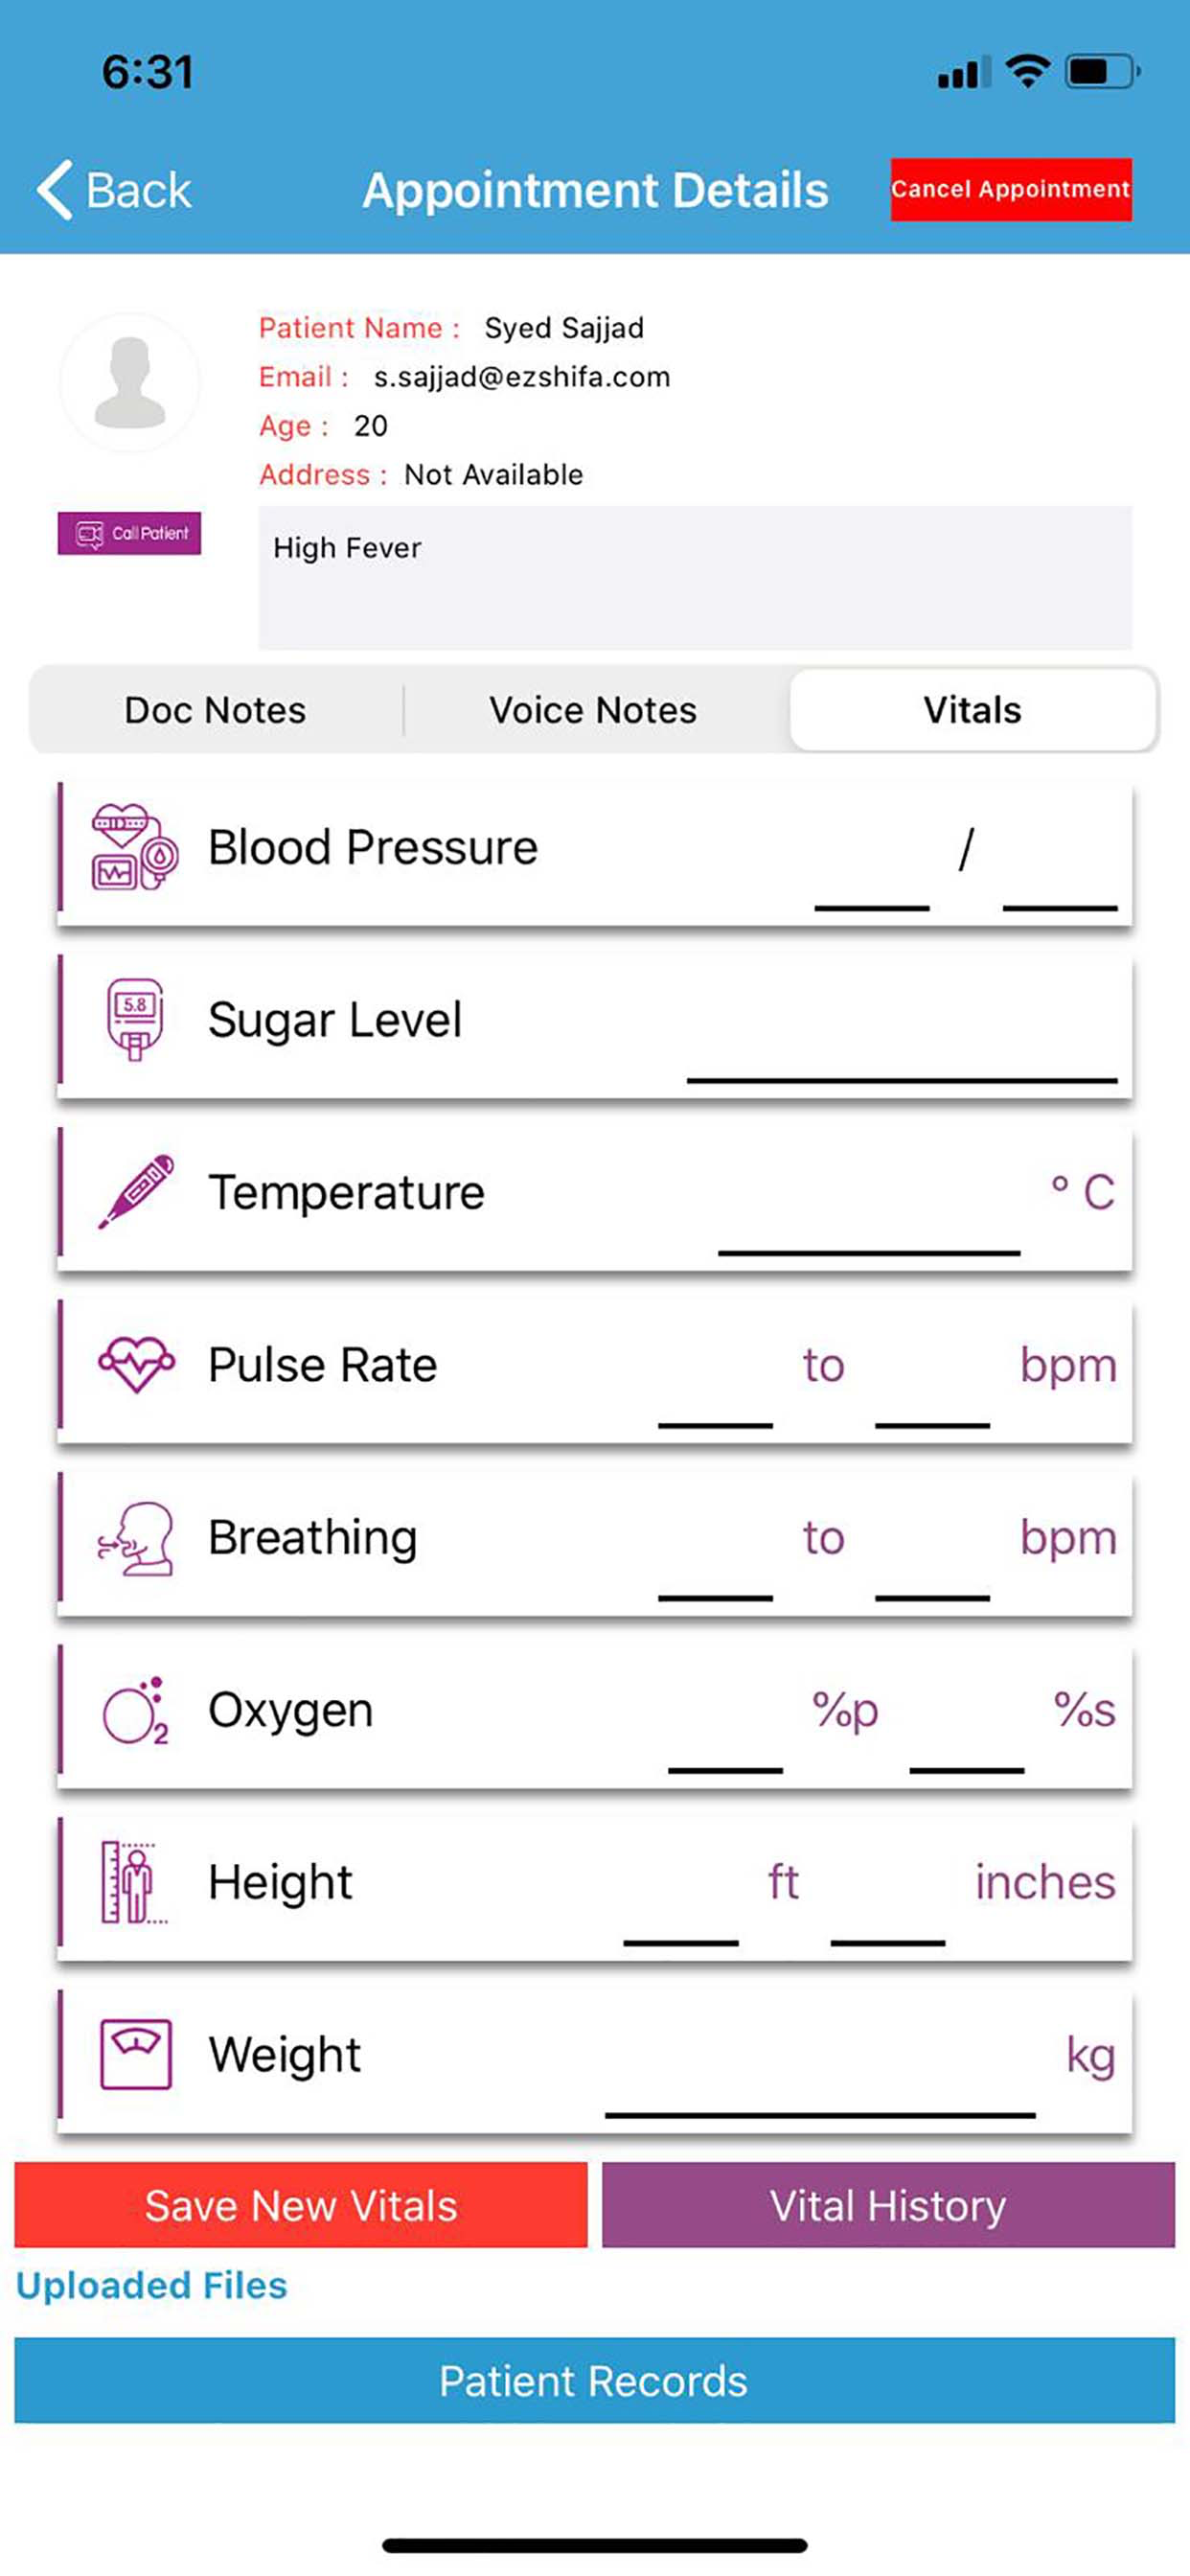 6:31
Back
Appointment Details
Cancel Appointment
Patient Name : Syed Sajjad
Email : s.sajjad@ezshifa.com
Age : 20
Address : Not Available
Call Patient
High Fever
Doc Notes
Voice Notes
Vitals
Blood Pressure /
5.8
Sugar Level
Temperature ° C
Pulse Rate to bpm
Breathing to bpm
2
Oxygen %p %s
Height ft inches
Weight kg
Save New Vitals
Vital History
Uploaded Files
Patient Records